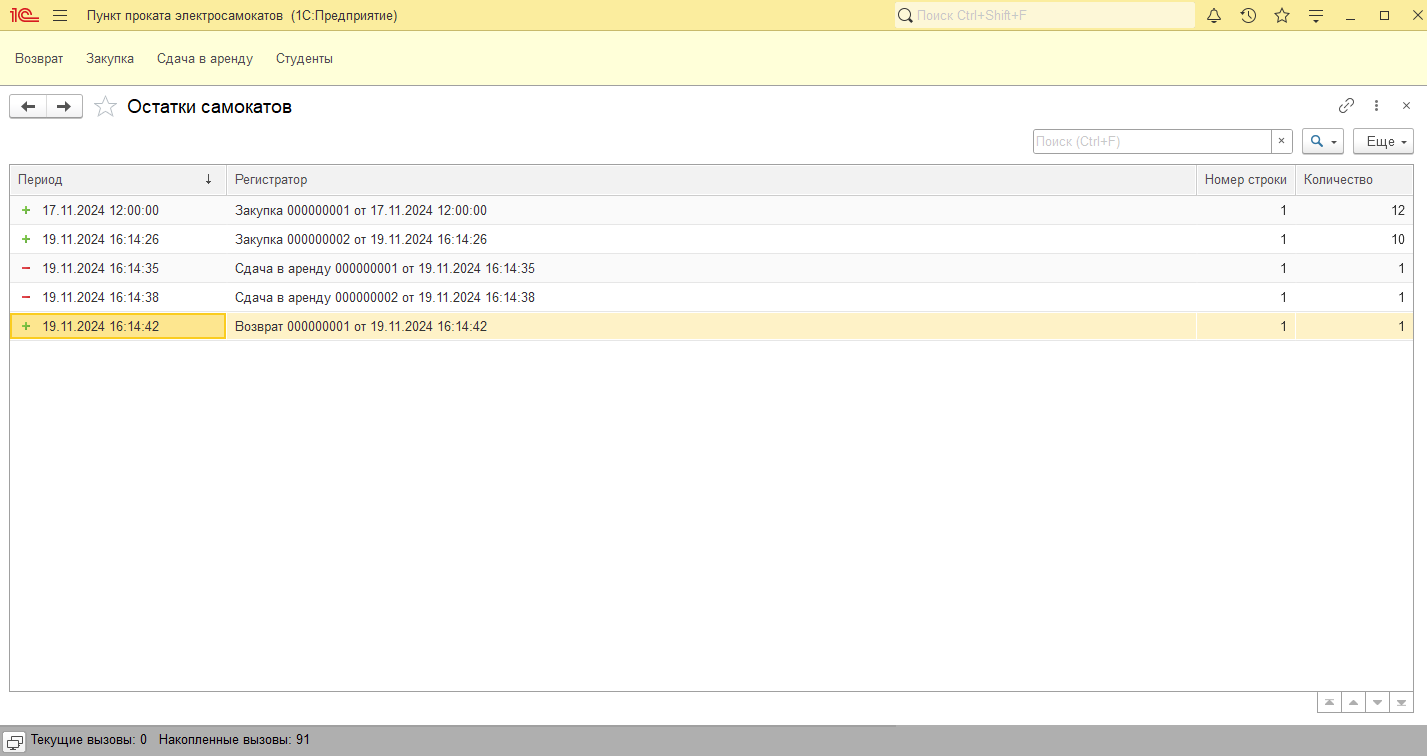 1С Пункт проката электросамокатов (1С:Предприятие) Поиск Ctrl+Shift+F
Возврат Закупка Сдача в аренду Студенты
Остатки самокатов
Поиск (Ctrl+F) × Еще
Период ↓ Регистратор Номер строки Количество
+ 17.11.2024 12:00:00 Закупка 000000001 от 17.11.2024 12:00:00 1 12
+ 19.11.2024 16:14:26 Закупка 000000002 от 19.11.2024 16:14:26 1 10
− 19.11.2024 16:14:35 Сдача в аренду 000000001 от 19.11.2024 16:14:35 1 1
− 19.11.2024 16:14:38 Сдача в аренду 000000002 от 19.11.2024 16:14:38 1 1
+ 19.11.2024 16:14:42 Возврат 000000001 от 19.11.2024 16:14:42 1 1
Текущие вызовы: 0 Накопленные вызовы: 91